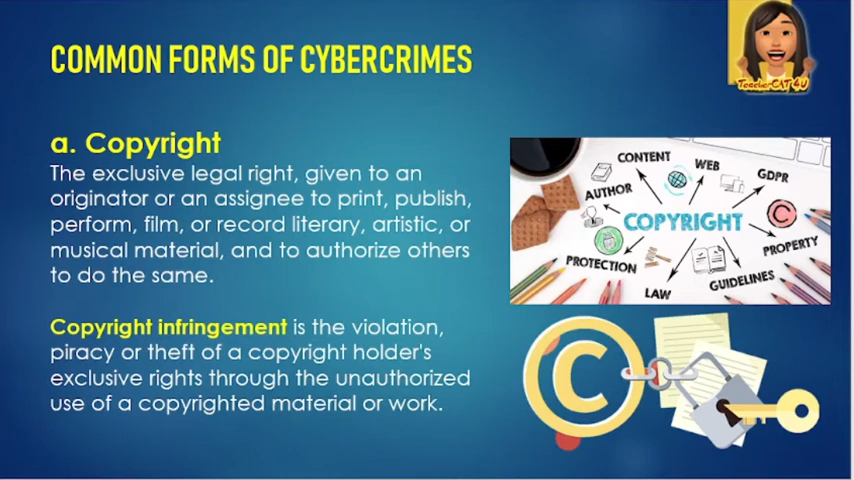 COMMON FORMS OF CYBERCRIMES
TeacherCAT4U
a. Copyright
The exclusive legal right, given to an
originator or an assignee to print, publish,
perform, film, or record literary, artistic, or
musical material, and to authorize others
to do the same.
Copyright infringement is the violation,
piracy or theft of a copyright holder's
exclusive rights through the unauthorized
use of a copyrighted material or work.
CONTENT
WEB
GDPR
AUTHOR
COPYRIGHT
C
PROPERTY
PROTECTION
GUIDELINES
LAW
C